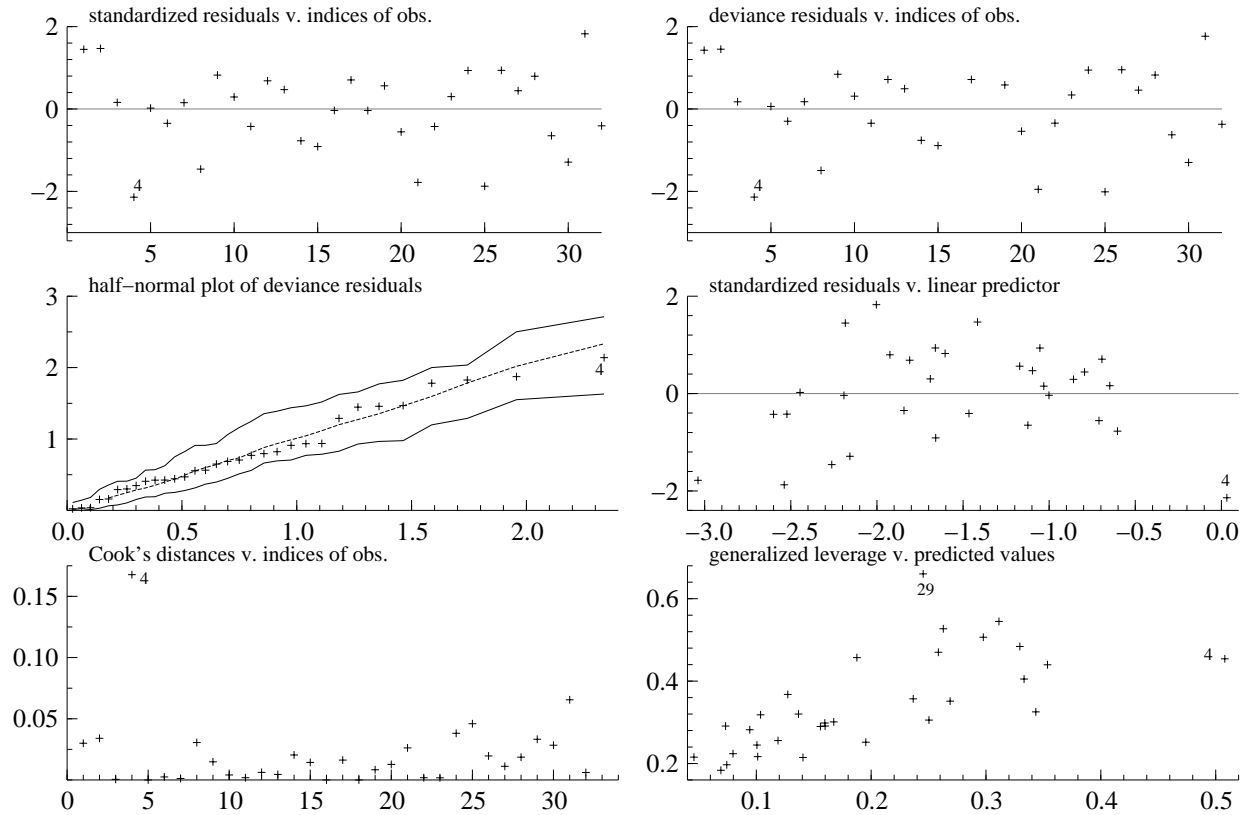 standardized residuals v. indices of obs.
2
0
−2
4
5 10 15 20 25 30
deviance residuals v. indices of obs.
2
0
−2
4
5 10 15 20 25 30
half−normal plot of deviance residuals
3
2
1
4
0.0 0.5 1.0 1.5 2.0
standardized residuals v. linear predictor
2
0
−2
4
−3.0 −2.5 −2.0 −1.5 −1.0 −0.5 0.0
Cook's distances v. indices of obs.
0.15
0.10
0.05
4
0 5 10 15 20 25 30
generalized leverage v. predicted values
0.6
0.4
0.2
29
4
0.1 0.2 0.3 0.4 0.5